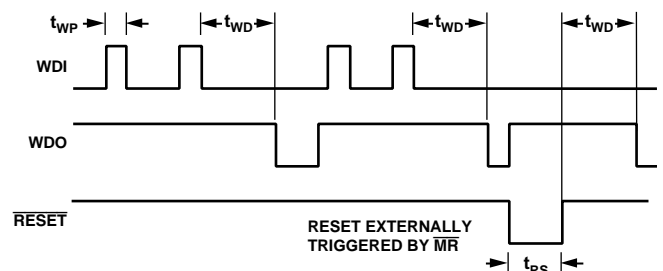 tWP
tWD
tWD
tWD
WDI
WDO
RESET
RESET EXTERNALLY
TRIGGERED BY MR
tRS